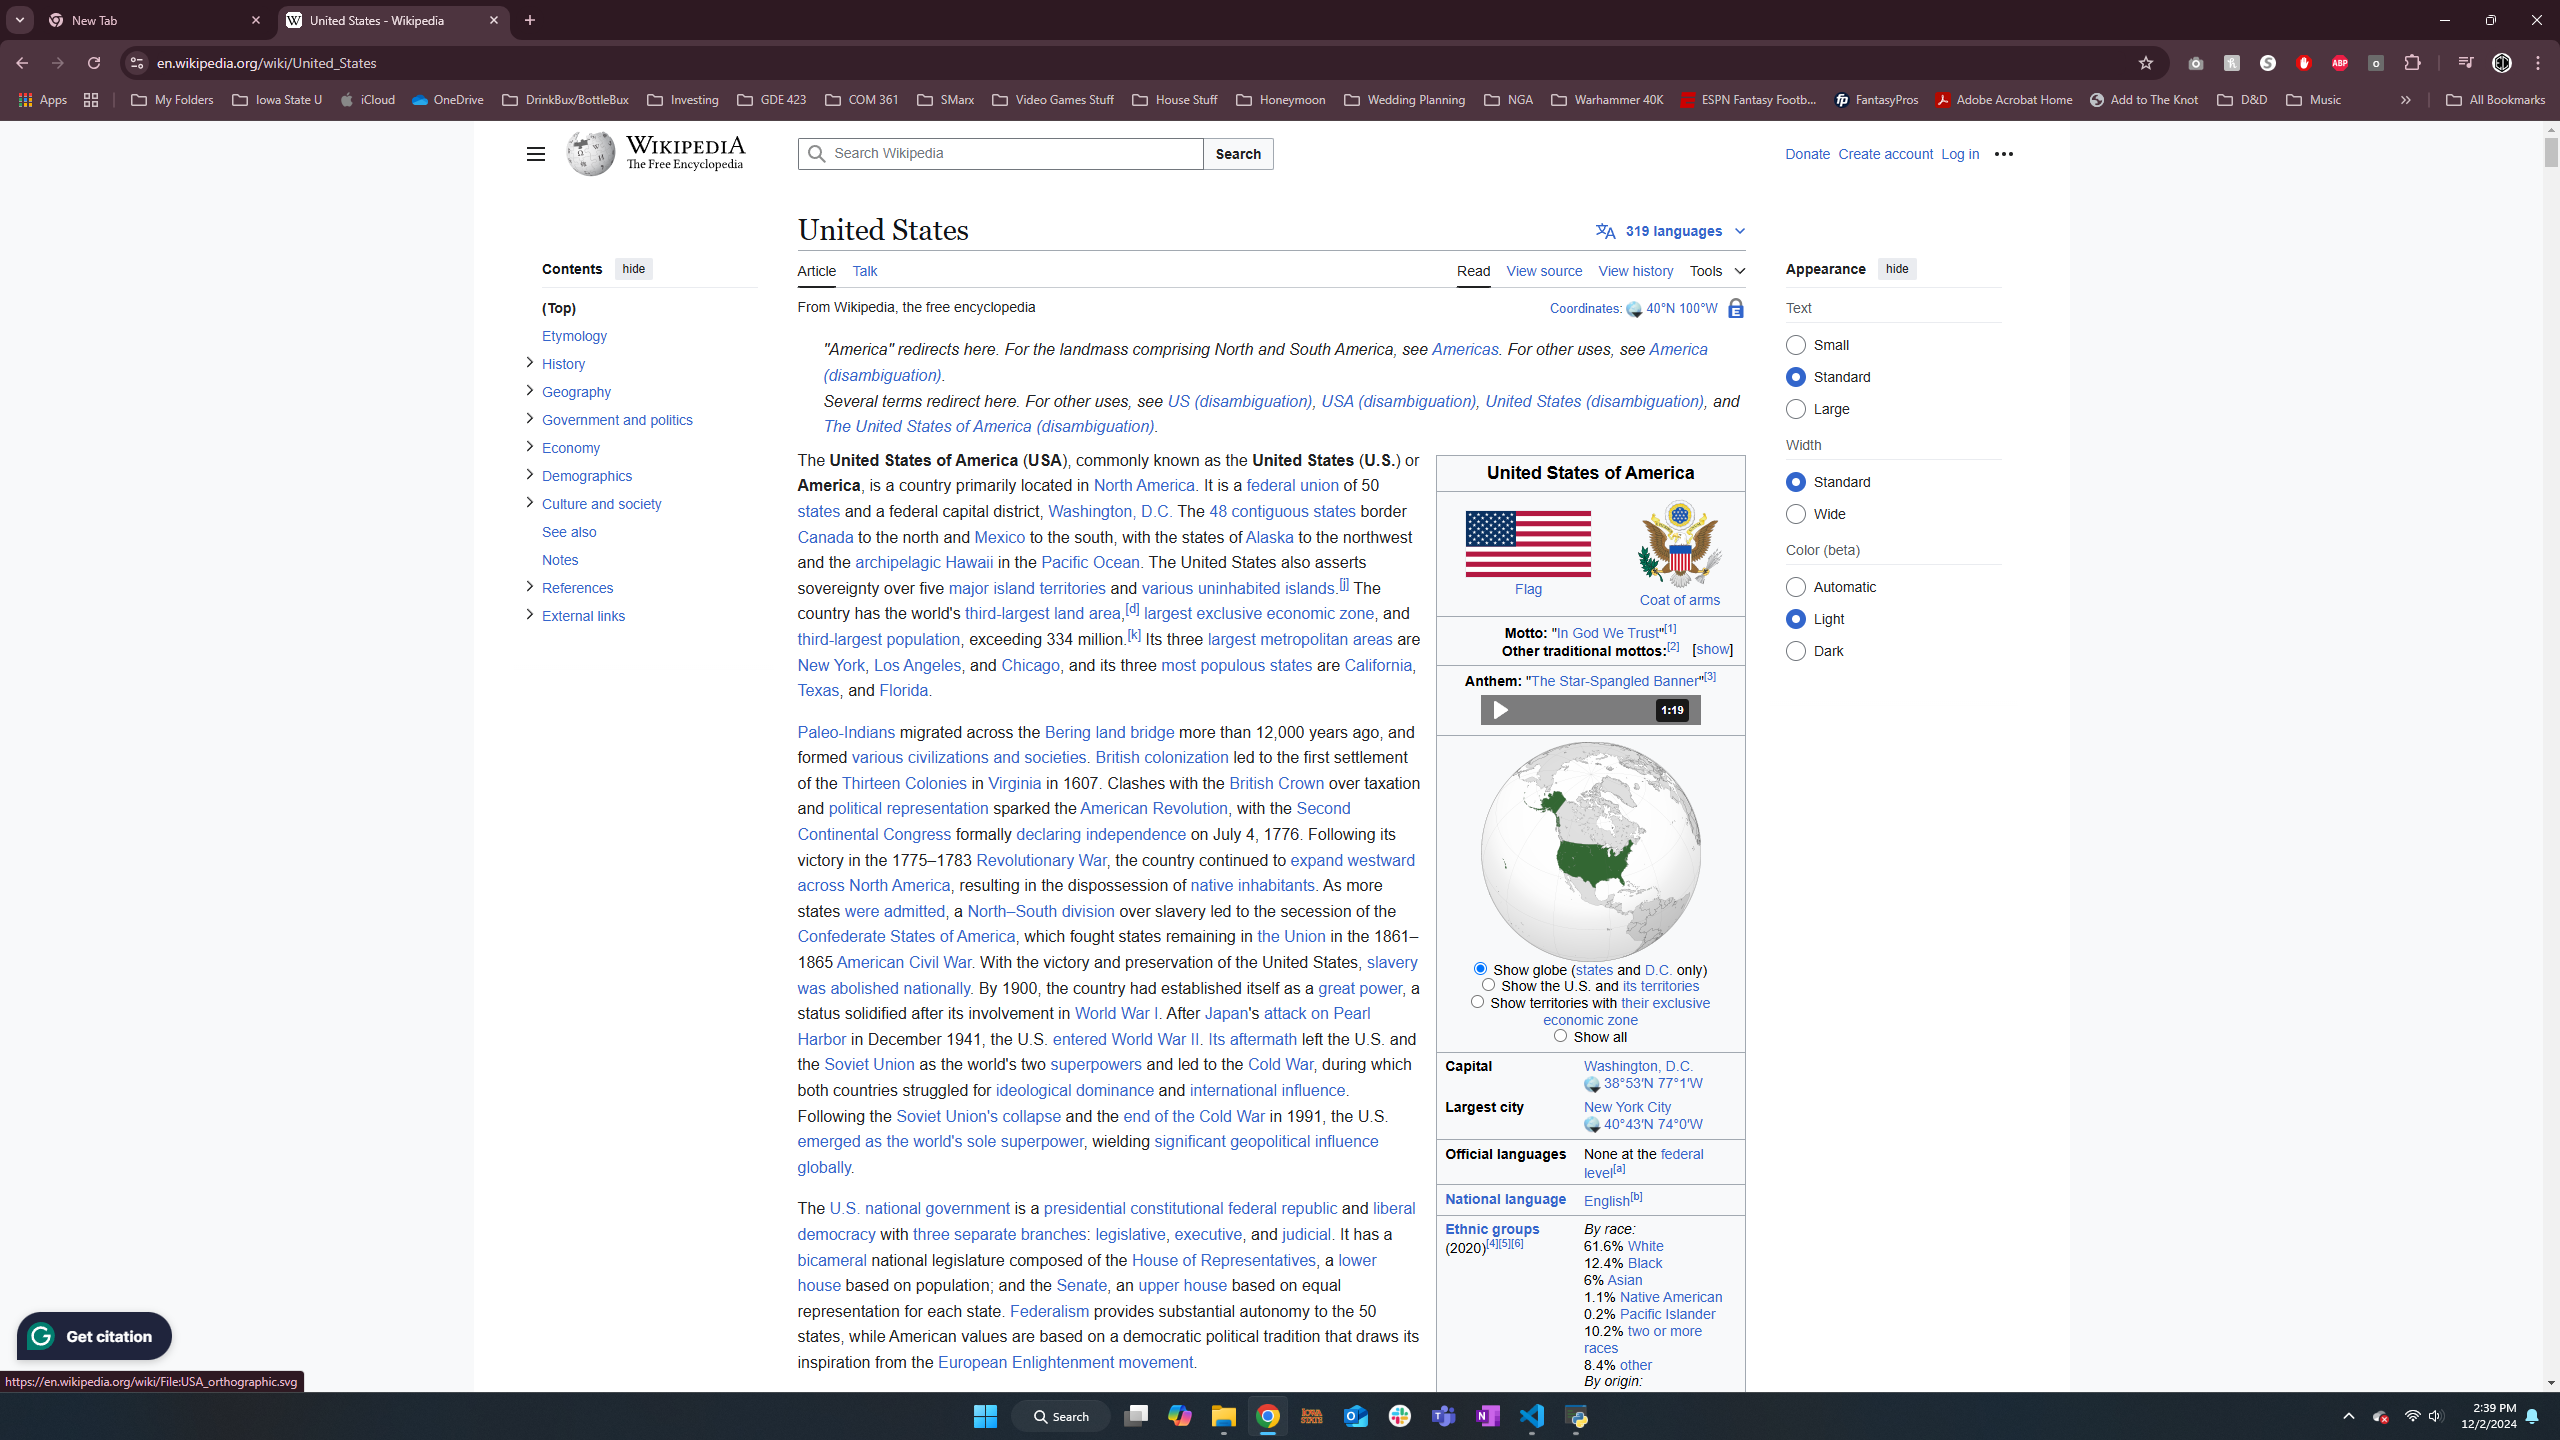 New Tab
United States - Wikipedia
en.wikipedia.org/wiki/United_States
Apps My Folders Iowa State U iCloud OneDrive DrinkBux/BottleBux Investing GDE 423 COM 361 SMarx Video Games Stuff House Stuff Honeymoon Wedding Planning NGA Warhammer 40K ESPN Fantasy Footb... FantasyPros Adobe Acrobat Home Add to The Knot D&D Music All Bookmarks
WIKIPEDIA
The Free Encyclopedia
Search Wikipedia
Search
Donate Create account Log in
United States
319 languages
Contents hide
(Top)
Etymology
History
Geography
Government and politics
Economy
Demographics
Culture and society
See also
Notes
References
External links
Article Talk
Read View source View history Tools
From Wikipedia, the free encyclopedia
Coordinates: 40°N 100°W
"America" redirects here. For the landmass comprising North and South America, see Americas. For other uses, see America
(disambiguation).
Several terms redirect here. For other uses, see US (disambiguation), USA (disambiguation), United States (disambiguation), and
The United States of America (disambiguation).
The United States of America (USA), commonly known as the United States (U.S.) or
America, is a country primarily located in North America. It is a federal union of 50
states and a federal capital district, Washington, D.C. The 48 contiguous states border
Canada to the north and Mexico to the south, with the states of Alaska to the northwest
and the archipelagic Hawaii in the Pacific Ocean. The United States also asserts
sovereignty over five major island territories and various uninhabited islands.[j] The
country has the world's third-largest land area,[d] largest exclusive economic zone, and
third-largest population, exceeding 334 million.[k] Its three largest metropolitan areas are
New York, Los Angeles, and Chicago, and its three most populous states are California,
Texas, and Florida.
Paleo-Indians migrated across the Bering land bridge more than 12,000 years ago, and
formed various civilizations and societies. British colonization led to the first settlement
of the Thirteen Colonies in Virginia in 1607. Clashes with the British Crown over taxation
and political representation sparked the American Revolution, with the Second
Continental Congress formally declaring independence on July 4, 1776. Following its
victory in the 1775–1783 Revolutionary War, the country continued to expand westward
across North America, resulting in the dispossession of native inhabitants. As more
states were admitted, a North–South division over slavery led to the secession of the
Confederate States of America, which fought states remaining in the Union in the 1861–
1865 American Civil War. With the victory and preservation of the United States, slavery
was abolished nationally. By 1900, the country had established itself as a great power, a
status solidified after its involvement in World War I. After Japan's attack on Pearl
Harbor in December 1941, the U.S. entered World War II. Its aftermath left the U.S. and
the Soviet Union as the world's two superpowers and led to the Cold War, during which
both countries struggled for ideological dominance and international influence.
Following the Soviet Union's collapse and the end of the Cold War in 1991, the U.S.
emerged as the world's sole superpower, wielding significant geopolitical influence
globally.
The U.S. national government is a presidential constitutional federal republic and liberal
democracy with three separate branches: legislative, executive, and judicial. It has a
bicameral national legislature composed of the House of Representatives, a lower
house based on population; and the Senate, an upper house based on equal
representation for each state. Federalism provides substantial autonomy to the 50
states, while American values are based on a democratic political tradition that draws its
inspiration from the European Enlightenment movement.
United States of America
Flag
Coat of arms
Motto: "In God We Trust"[1]
Other traditional mottos:[2] [show]
Anthem: "The Star-Spangled Banner"[3]
1:19
Show globe (states and D.C. only)
Show the U.S. and its territories
Show territories with their exclusive
economic zone
Show all
Capital Washington, D.C.
38°53′N 77°1′W
Largest city New York City
40°43′N 74°0′W
Official languages None at the federal
level[a]
National language English[b]
Ethnic groups
(2020)[4][5][6]
By race:
61.6% White
12.4% Black
6% Asian
1.1% Native American
0.2% Pacific Islander
10.2% two or more
races
8.4% other
By origin:
Appearance hide
Text
Small
Standard
Large
Width
Standard
Wide
Color (beta)
Automatic
Light
Dark
Get citation
https://en.wikipedia.org/wiki/File:USA_orthographic.svg
Search
2:39 PM
12/2/2024